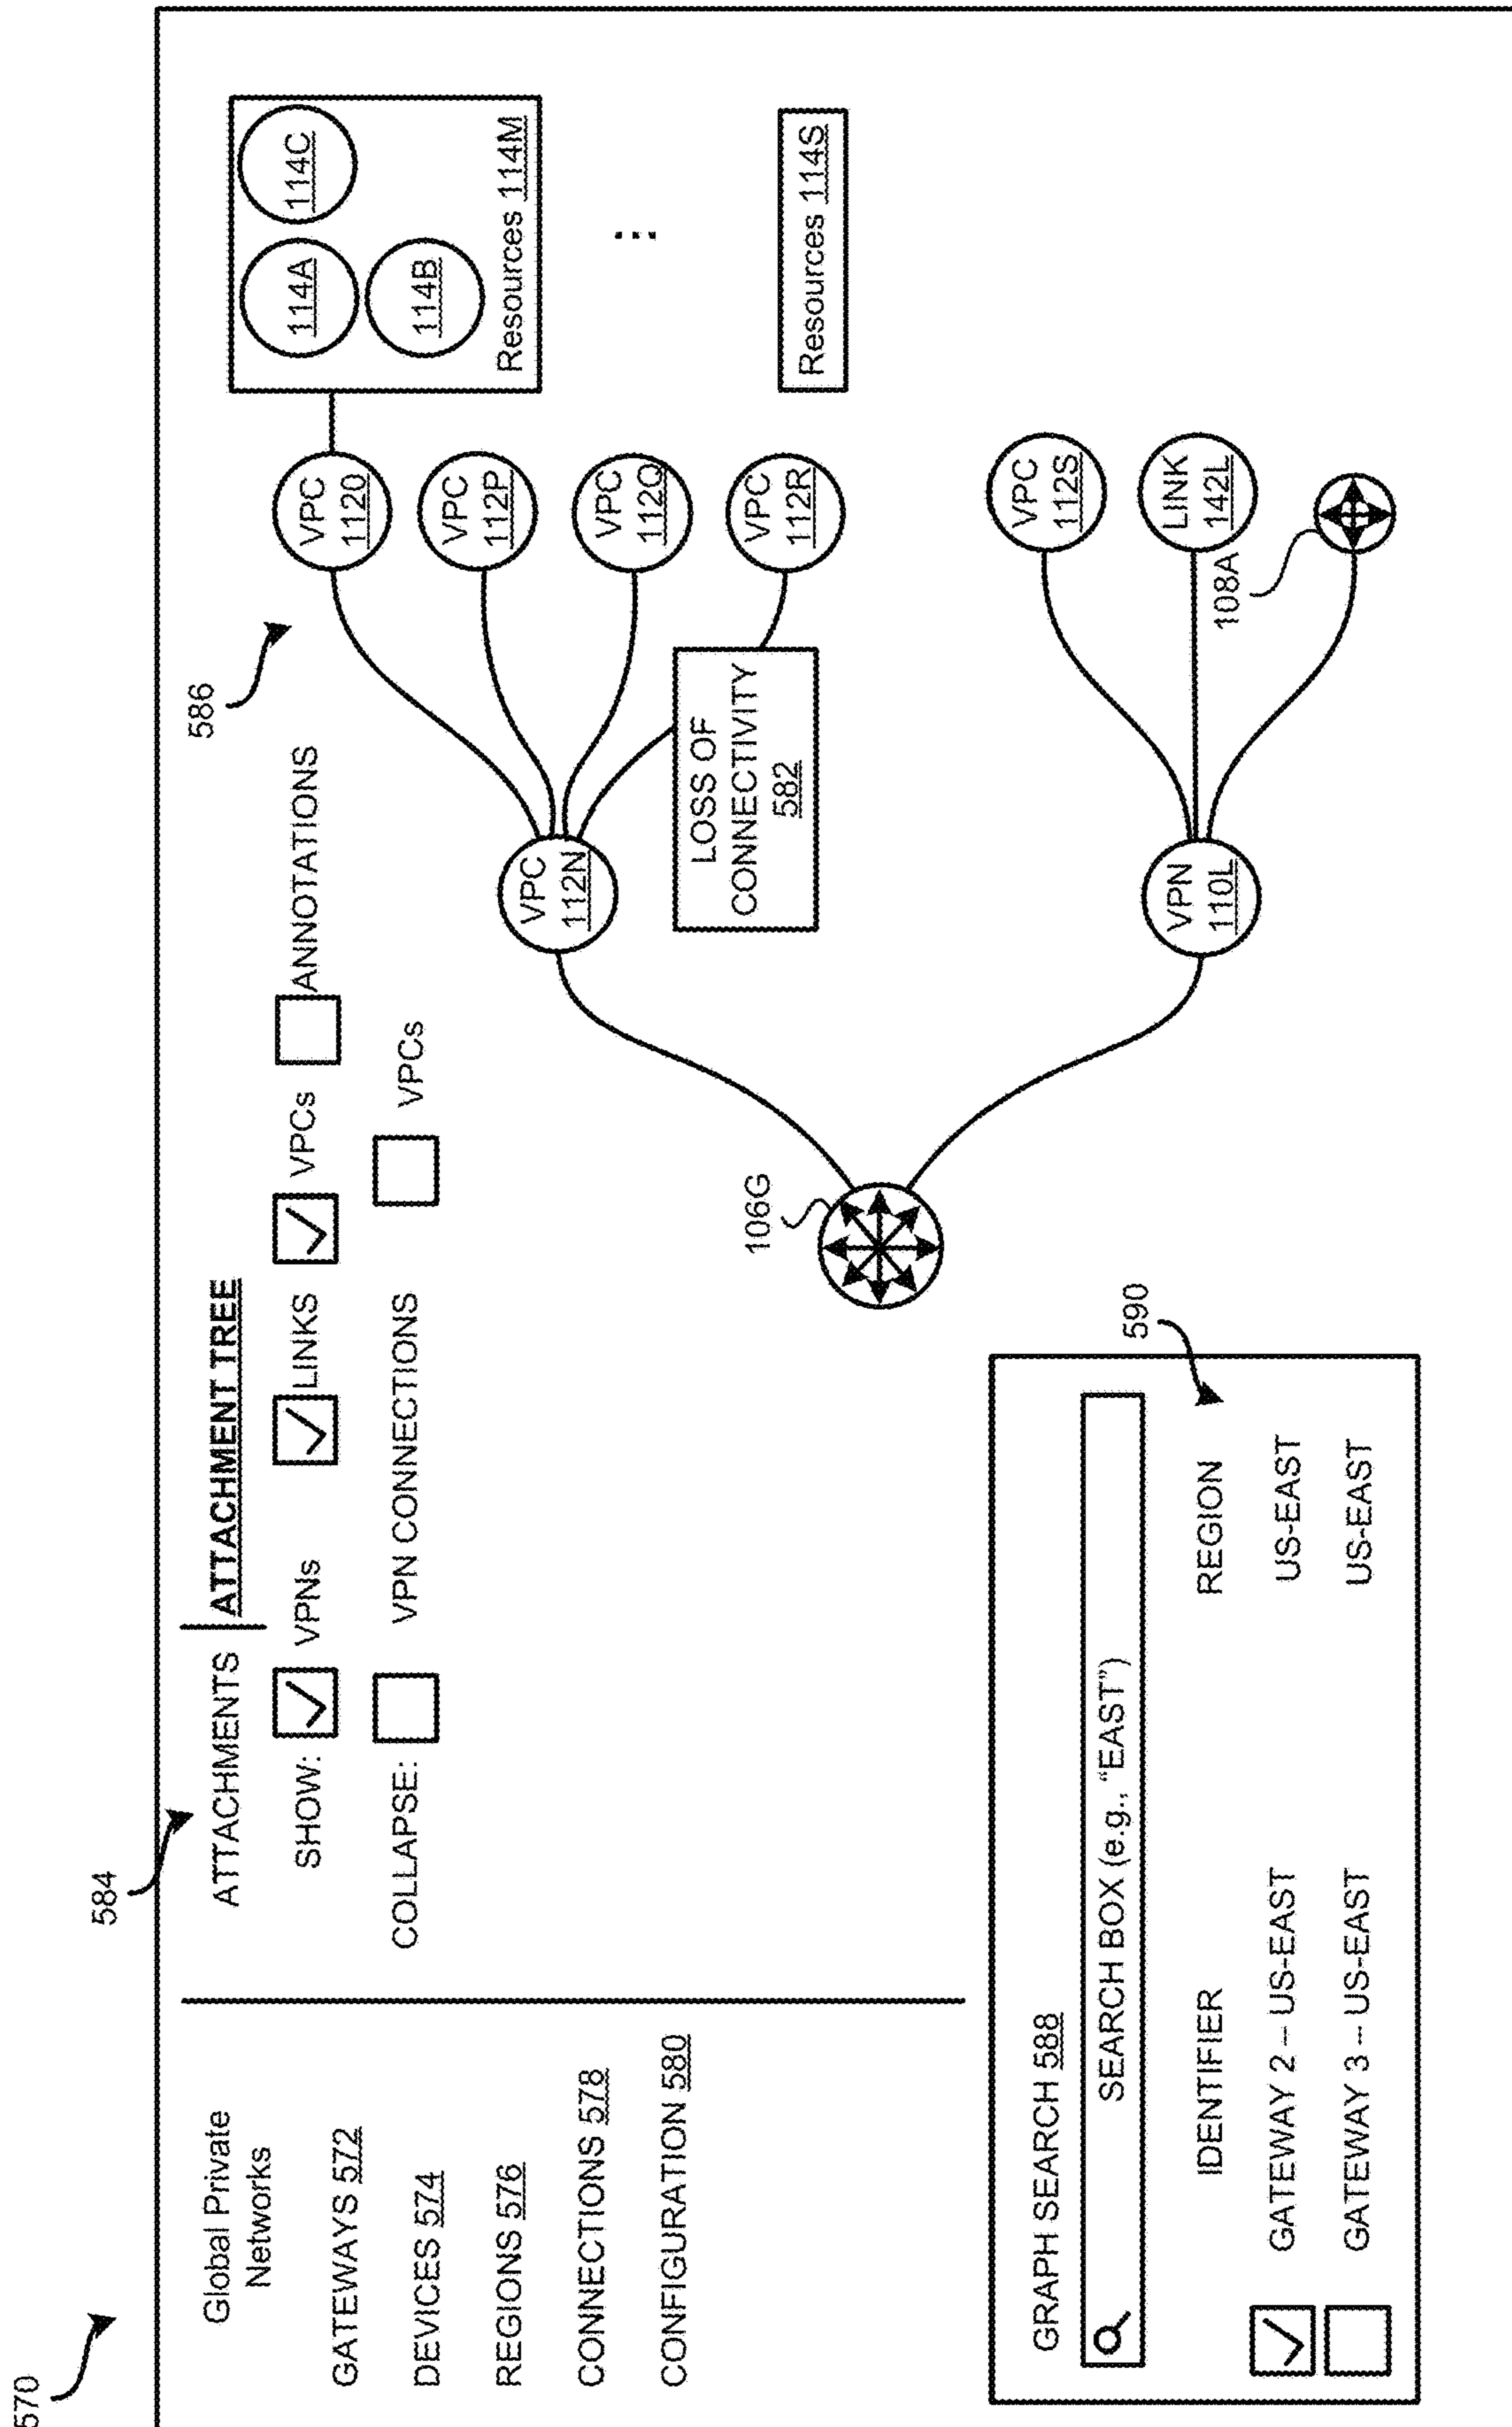 570
584
Global Private
Networks
GATEWAYS 572
DEVICES 574
REGIONS 576
CONNECTIONS 578
CONFIGURATION 580
ATTACHMENTS
ATTACHMENT TREE
SHOW: VPNs LINKS VPCs ANNOTATIONS
COLLAPSE: VPN CONNECTIONS VPCs
586
106G
VPC
112N
VPC
1120
VPC
112P
VPC
112Q
VPC
112R
LOSS OF
CONNECTIVITY
582
114A
114C
114B
Resources 114M
...
Resources 114S
VPN
110L
VPC
112S
LINK
142L
108A
GRAPH SEARCH 588
SEARCH BOX (e.g., “EAST”)
590
IDENTIFIER REGION
GATEWAY 2 – US-EAST US-EAST
GATEWAY 3 -- US-EAST US-EAST